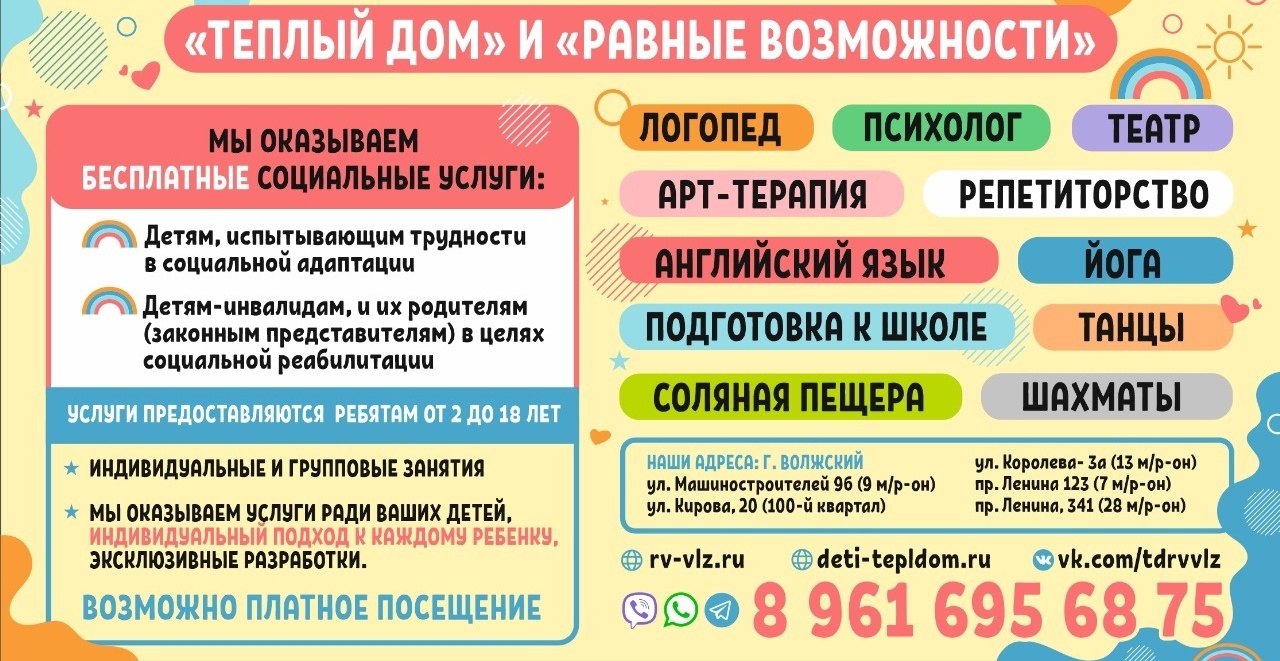 «ТЕПЛЫЙ ДОМ» И «РАВНЫЕ ВОЗМОЖНОСТИ»
МЫ ОКАЗЫВАЕМ
БЕСПЛАТНЫЕ СОЦИАЛЬНЫЕ УСЛУГИ:
Детям, испытывающим трудности
в социальной адаптации
Детям-инвалидам, и их родителям
(законным представителям) в целях
социальной реабилитации
УСЛУГИ ПРЕДОСТАВЛЯЮТСЯ РЕБЯТАМ ОТ 2 ДО 18 ЛЕТ
ИНДИВИДУАЛЬНЫЕ И ГРУППОВЫЕ ЗАНЯТИЯ
МЫ ОКАЗЫВАЕМ УСЛУГИ РАДИ ВАШИХ ДЕТЕЙ,
ИНДИВИДУАЛЬНЫЙ ПОДХОД К КАЖДОМУ РЕБЕНКУ,
ЭКСКЛЮЗИВНЫЕ РАЗРАБОТКИ.
ВОЗМОЖНО ПЛАТНОЕ ПОСЕЩЕНИЕ
ЛОГОПЕД ПСИХОЛОГ ТЕАТР
АРТ-ТЕРАПИЯ РЕПЕТИТОРСТВО
АНГЛИЙСКИЙ ЯЗЫК ЙОГА
ПОДГОТОВКА К ШКОЛЕ ТАНЦЫ
СОЛЯНАЯ ПЕЩЕРА ШАХМАТЫ
НАШИ АДРЕСА: Г. ВОЛЖСКИЙ
ул. Машиностроителей 9б (9 м/р-он)
ул. Кирова, 20 (100-й квартал)
ул. Королева- 3а (13 м/р-он)
пр. Ленина 123 (7 м/р-он)
пр. Ленина, 341 (28 м/р-он)
rv-vlz.ru deti-tepldom.ru vk.com/tdrvvlz
8 961 695 68 75